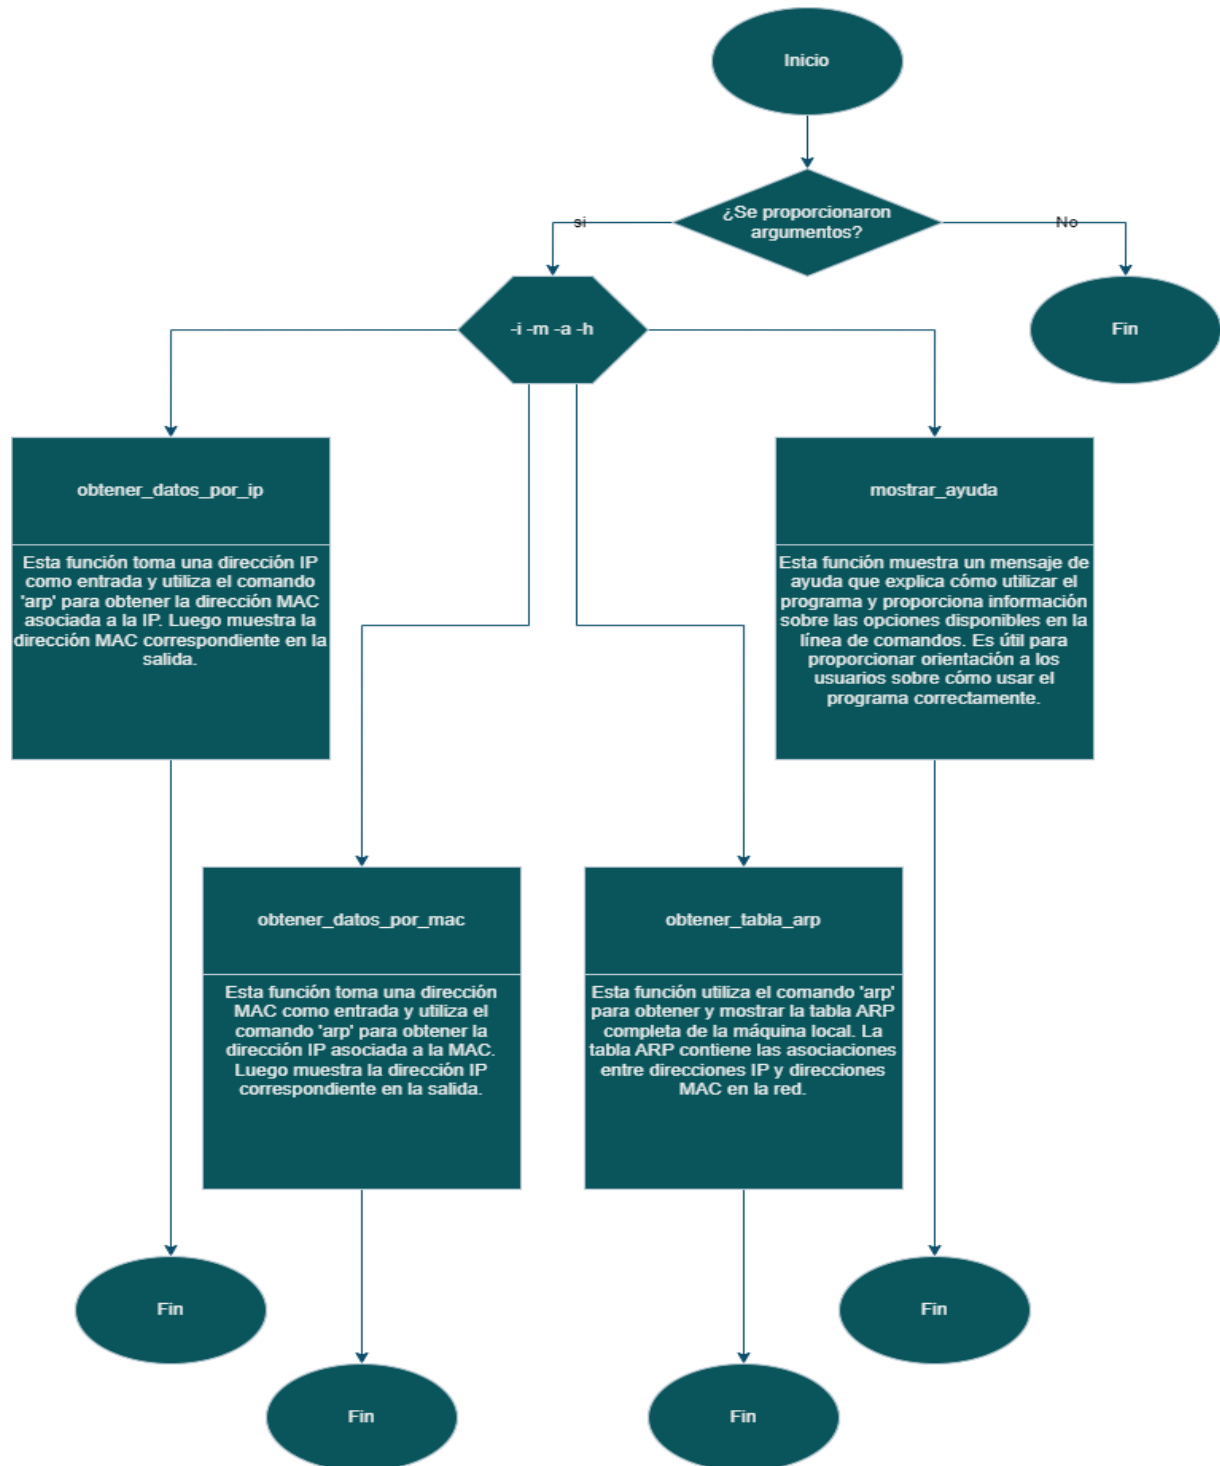 Inicio
¿Se proporcionaron
argumentos?
si
No
-i -m -a -h
Fin
obtener_datos_por_ip
Esta función toma una dirección IP
como entrada y utiliza el comando
'arp' para obtener la dirección MAC
asociada a la IP. Luego muestra la
dirección MAC correspondiente en la
salida.
mostrar_ayuda
Esta función muestra un mensaje de
ayuda que explica cómo utilizar el
programa y proporciona información
sobre las opciones disponibles en la
línea de comandos. Es útil para
proporcionar orientación a los
usuarios sobre cómo usar el
programa correctamente.
obtener_datos_por_mac
Esta función toma una dirección
MAC como entrada y utiliza el
comando 'arp' para obtener la
dirección IP asociada a la MAC.
Luego muestra la dirección IP
correspondiente en la salida.
obtener_tabla_arp
Esta función utiliza el comando 'arp'
para obtener y mostrar la tabla ARP
completa de la máquina local. La
tabla ARP contiene las asociaciones
entre direcciones IP y direcciones
MAC en la red.
Fin
Fin
Fin
Fin